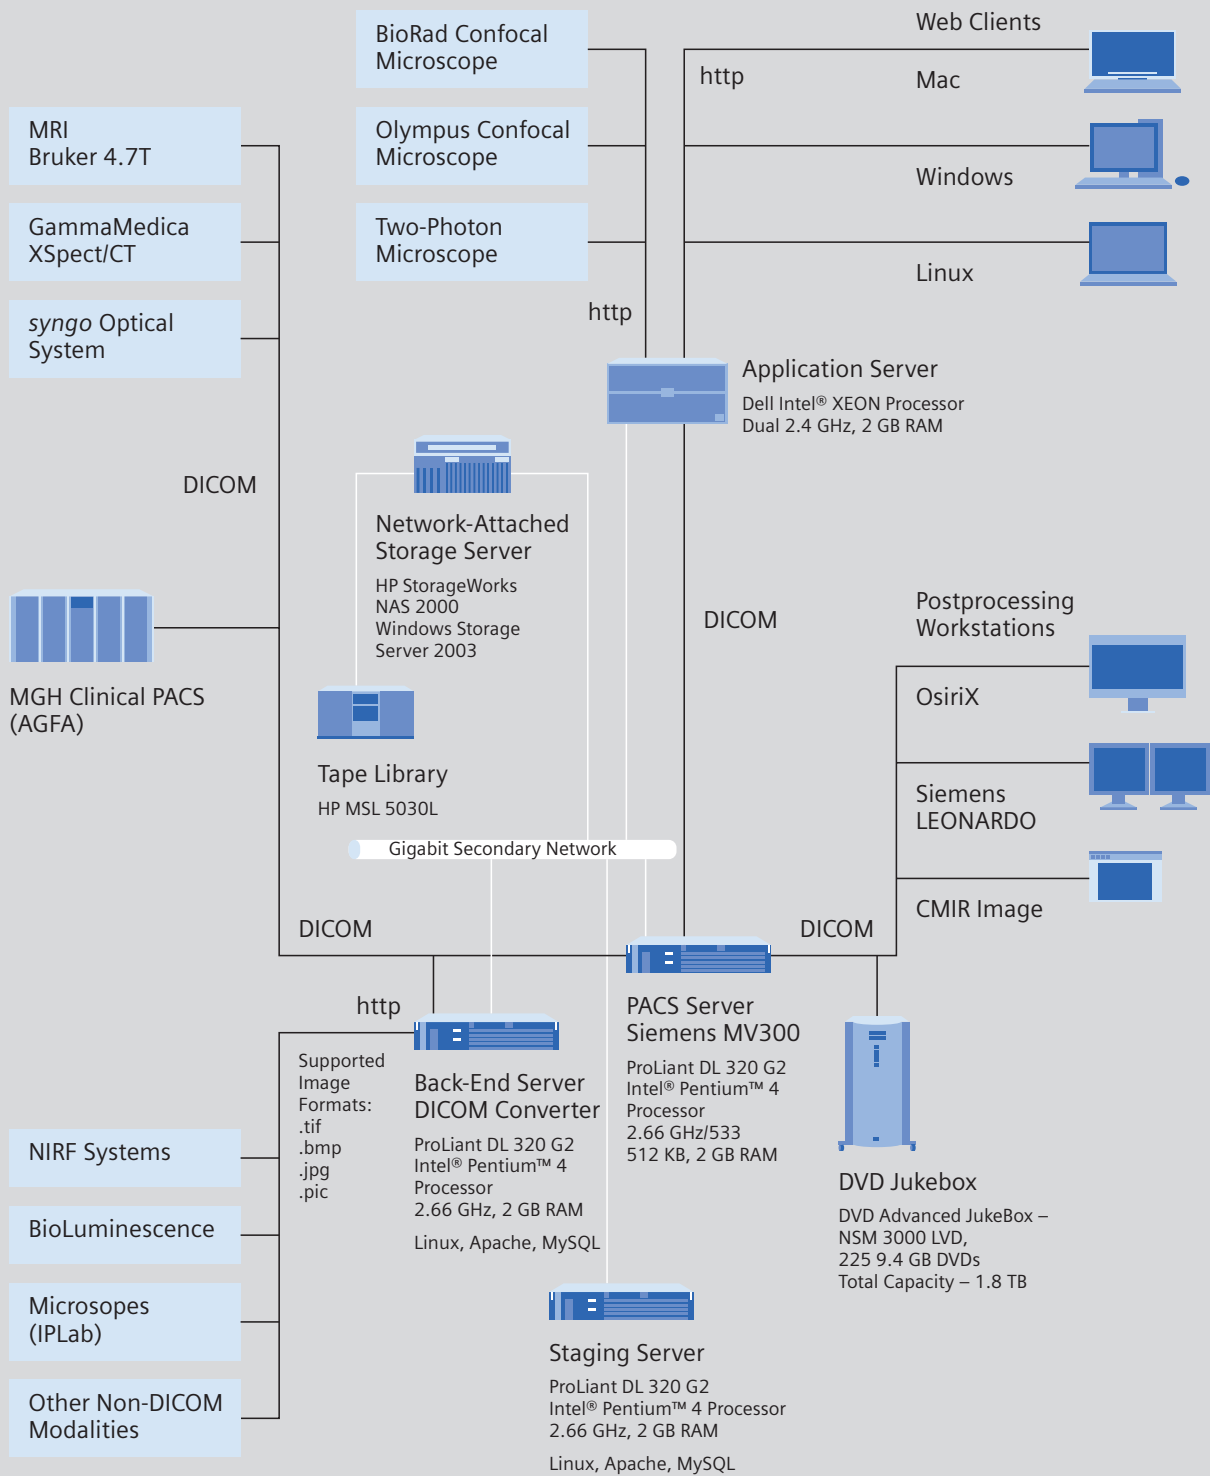 BioRad Confocal
Microscope
Web Clients
http
Mac
MRI
Bruker 4.7T
Olympus Confocal
Microscope
Windows
GammaMedica
XSpect/CT
Two-Photon
Microscope
Linux
syngo Optical
System
http
Application Server
Dell Intel® XEON Processor
Dual 2.4 GHz, 2 GB RAM
DICOM
Network-Attached
Storage Server
HP StorageWorks
NAS 2000
Windows Storage
Server 2003
DICOM
Postprocessing
Workstations
OsiriX
MGH Clinical PACS
(AGFA)
Tape Library
HP MSL 5030L
Siemens
LEONARDO
Gigabit Secondary Network
CMIR Image
DICOM
DICOM
http
PACS Server
Siemens MV300
ProLiant DL 320 G2
Intel® Pentium™ 4
Processor
2.66 GHz/533
512 KB, 2 GB RAM
Supported
Image
Formats:
.tif
.bmp
.jpg
.pic
Back-End Server
DICOM Converter
ProLiant DL 320 G2
Intel® Pentium™ 4
Processor
2.66 GHz, 2 GB RAM
Linux, Apache, MySQL
DVD Jukebox
DVD Advanced JukeBox –
NSM 3000 LVD,
225 9.4 GB DVDs
Total Capacity – 1.8 TB
NIRF Systems
BioLuminescence
Microsopes
(IPLab)
Other Non-DICOM
Modalities
Staging Server
ProLiant DL 320 G2
Intel® Pentium™ 4 Processor
2.66 GHz, 2 GB RAM
Linux, Apache, MySQL